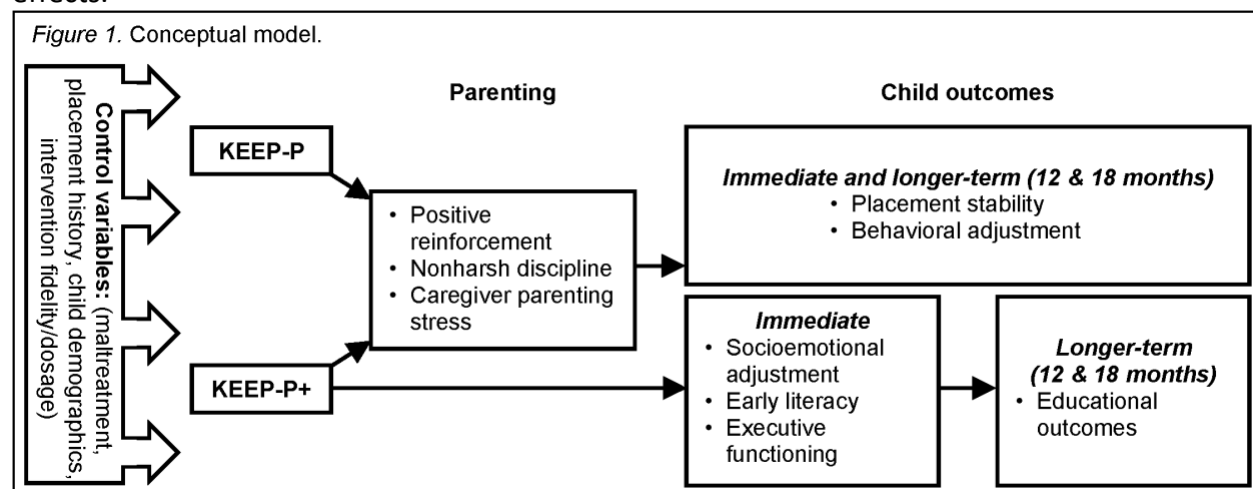 effects.
Figure 1. Conceptual model.
Control variables: (maltreatment,
placement history, child demographics,
intervention fidelity/dosage)
Parenting
Child outcomes
KEEP-P
KEEP-P+
• Positive
reinforcement
• Nonharsh discipline
• Caregiver parenting
stress
Immediate and longer-term (12 & 18 months)
• Placement stability
• Behavioral adjustment
Immediate
• Socioemotional
adjustment
• Early literacy
• Executive
functioning
Longer-term
(12 & 18 months)
• Educational
outcomes